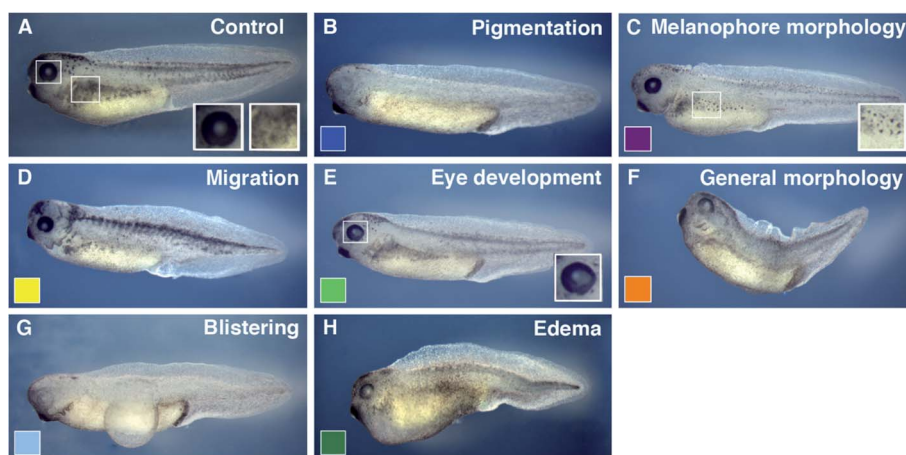 A Control
B Pigmentation
C Melanophore morphology
D Migration
E Eye development
F General morphology
G Blistering
H Edema